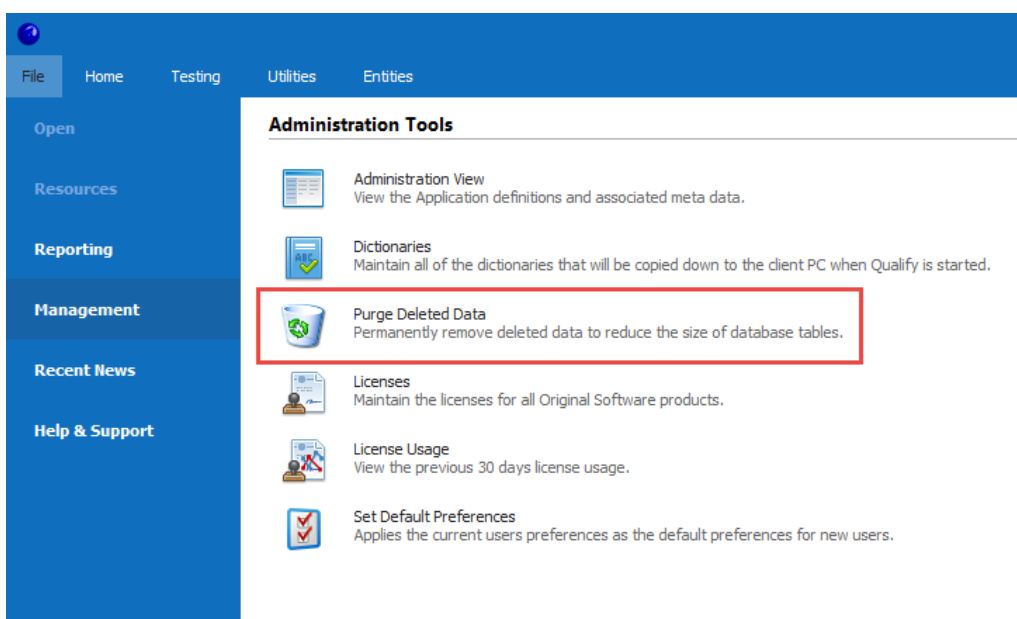 File Home Testing Utilities Entities
Open
Resources
Reporting
Management
Recent News
Help & Support
Administration Tools
Administration View
View the Application definitions and associated meta data.
ABC
Dictionaries
Maintain all of the dictionaries that will be copied down to the client PC when Qualify is started.
Purge Deleted Data
Permanently remove deleted data to reduce the size of database tables.
Licenses
Maintain the licenses for all Original Software products.
License Usage
View the previous 30 days license usage.
Set Default Preferences
Applies the current users preferences as the default preferences for new users.